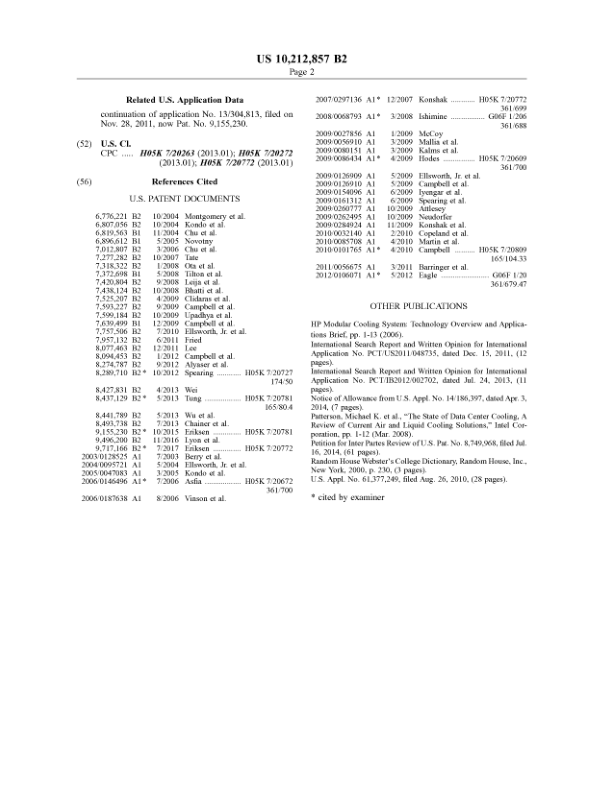 US 10,212,857 B2
Page 2
Related U.S. Application Data
continuation of application No. 13/304,813, filed on
Nov. 28, 2011, now Pat. No. 9,155,230.
(52) U.S. Cl.
CPC ..... H05K 7/20263 (2013.01); H05K 7/20272
(2013.01); H05K 7/20772 (2013.01)
(56) References Cited
U.S. PATENT DOCUMENTS
6,776,221 B2 10/2004 Montgomery et al.
6,807,056 B2 10/2004 Kondo et al.
6,819,563 B1 11/2004 Chu et al.
6,896,612 B1 5/2005 Novotny
7,012,807 B2 3/2006 Chu et al.
7,277,282 B2 10/2007 Tate
7,318,322 B2 1/2008 Ota et al.
7,372,698 B1 5/2008 Tilton et al.
7,420,804 B2 9/2008 Leija et al.
7,438,124 B2 10/2008 Bhatti et al.
7,525,207 B2 4/2009 Clidaras et al.
7,593,227 B2 9/2009 Campbell et al.
7,599,184 B2 10/2009 Upadhya et al.
7,639,499 B1 12/2009 Campbell et al.
7,757,506 B2 7/2010 Ellsworth, Jr. et al.
7,957,132 B2 6/2011 Fried
8,077,463 B2 12/2011 Lee
8,094,453 B2 1/2012 Campbell et al.
8,274,787 B2 9/2012 Alyaser et al.
8,289,710 B2 * 10/2012 Spearing ............ H05K 7/20727
174/50
8,427,831 B2 4/2013 Wei
8,437,129 B2 * 5/2013 Tung ................. H05K 7/20781
165/80.4
8,441,789 B2 5/2013 Wu et al.
8,493,738 B2 7/2013 Chainer et al.
9,155,230 B2 * 10/2015 Eriksen ............. H05K 7/20781
9,496,200 B2 11/2016 Lyon et al.
9,717,166 B2 * 7/2017 Eriksen ............. H05K 7/20772
2003/0128525 A1 7/2003 Berry et al.
2004/0095721 A1 5/2004 Ellsworth, Jr. et al.
2005/0047083 A1 3/2005 Kondo et al.
2006/0146496 A1 * 7/2006 Asfia ................. H05K 7/20672
361/700
2006/0187638 A1 8/2006 Vinson et al.
2007/0297136 A1 * 12/2007 Konshak ............ H05K 7/20772
361/699
2008/0068793 A1 * 3/2008 Ishimine ................ G06F 1/206
361/688
2009/0027856 A1 1/2009 McCoy
2009/0056910 A1 3/2009 Mallia et al.
2009/0080151 A1 3/2009 Kalms et al.
2009/0086434 A1 * 4/2009 Hodes ............... H05K 7/20609
361/700
2009/0126909 A1 5/2009 Ellsworth, Jr. et al.
2009/0126910 A1 5/2009 Campbell et al.
2009/0154096 A1 6/2009 Iyengar et al.
2009/0161312 A1 6/2009 Spearing et al.
2009/0260777 A1 10/2009 Attlesey
2009/0262495 A1 10/2009 Neudorfer
2009/0284924 A1 11/2009 Konshak et al.
2010/0032140 A1 2/2010 Copeland et al.
2010/0085708 A1 4/2010 Martin et al.
2010/0101765 A1 * 4/2010 Campbell .......... H05K 7/20809
165/104.33
2011/0056675 A1 3/2011 Barringer et al.
2012/0106071 A1 * 5/2012 Eagle ....................... G06F 1/20
361/679.47
OTHER PUBLICATIONS
HP Modular Cooling System: Technology Overview and Applica-
tions Brief, pp. 1-13 (2006).
International Search Report and Written Opinion for International
Application No. PCT/US2011/048735, dated Dec. 15, 2011, (12
pages).
International Search Report and Written Opinion for International
Application No. PCT/IB2012/002702, dated Jul. 24, 2013, (11
pages).
Notice of Allowance from U.S. Appl. No. 14/186,397, dated Apr. 3,
2014, (7 pages).
Patterson, Michael K. et al., “The State of Data Center Cooling, A
Review of Current Air and Liquid Cooling Solutions,” Intel Cor-
poration, pp. 1-12 (Mar. 2008).
Petition for Inter Partes Review of U.S. Pat. No. 8,749,968, filed Jul.
16, 2014, (61 pages).
Random House Webster's College Dictionary, Random House, Inc.,
New York, 2000, p. 230, (3 pages).
U.S. Appl. No. 61,377,249, filed Aug. 26, 2010, (28 pages).
* cited by examiner